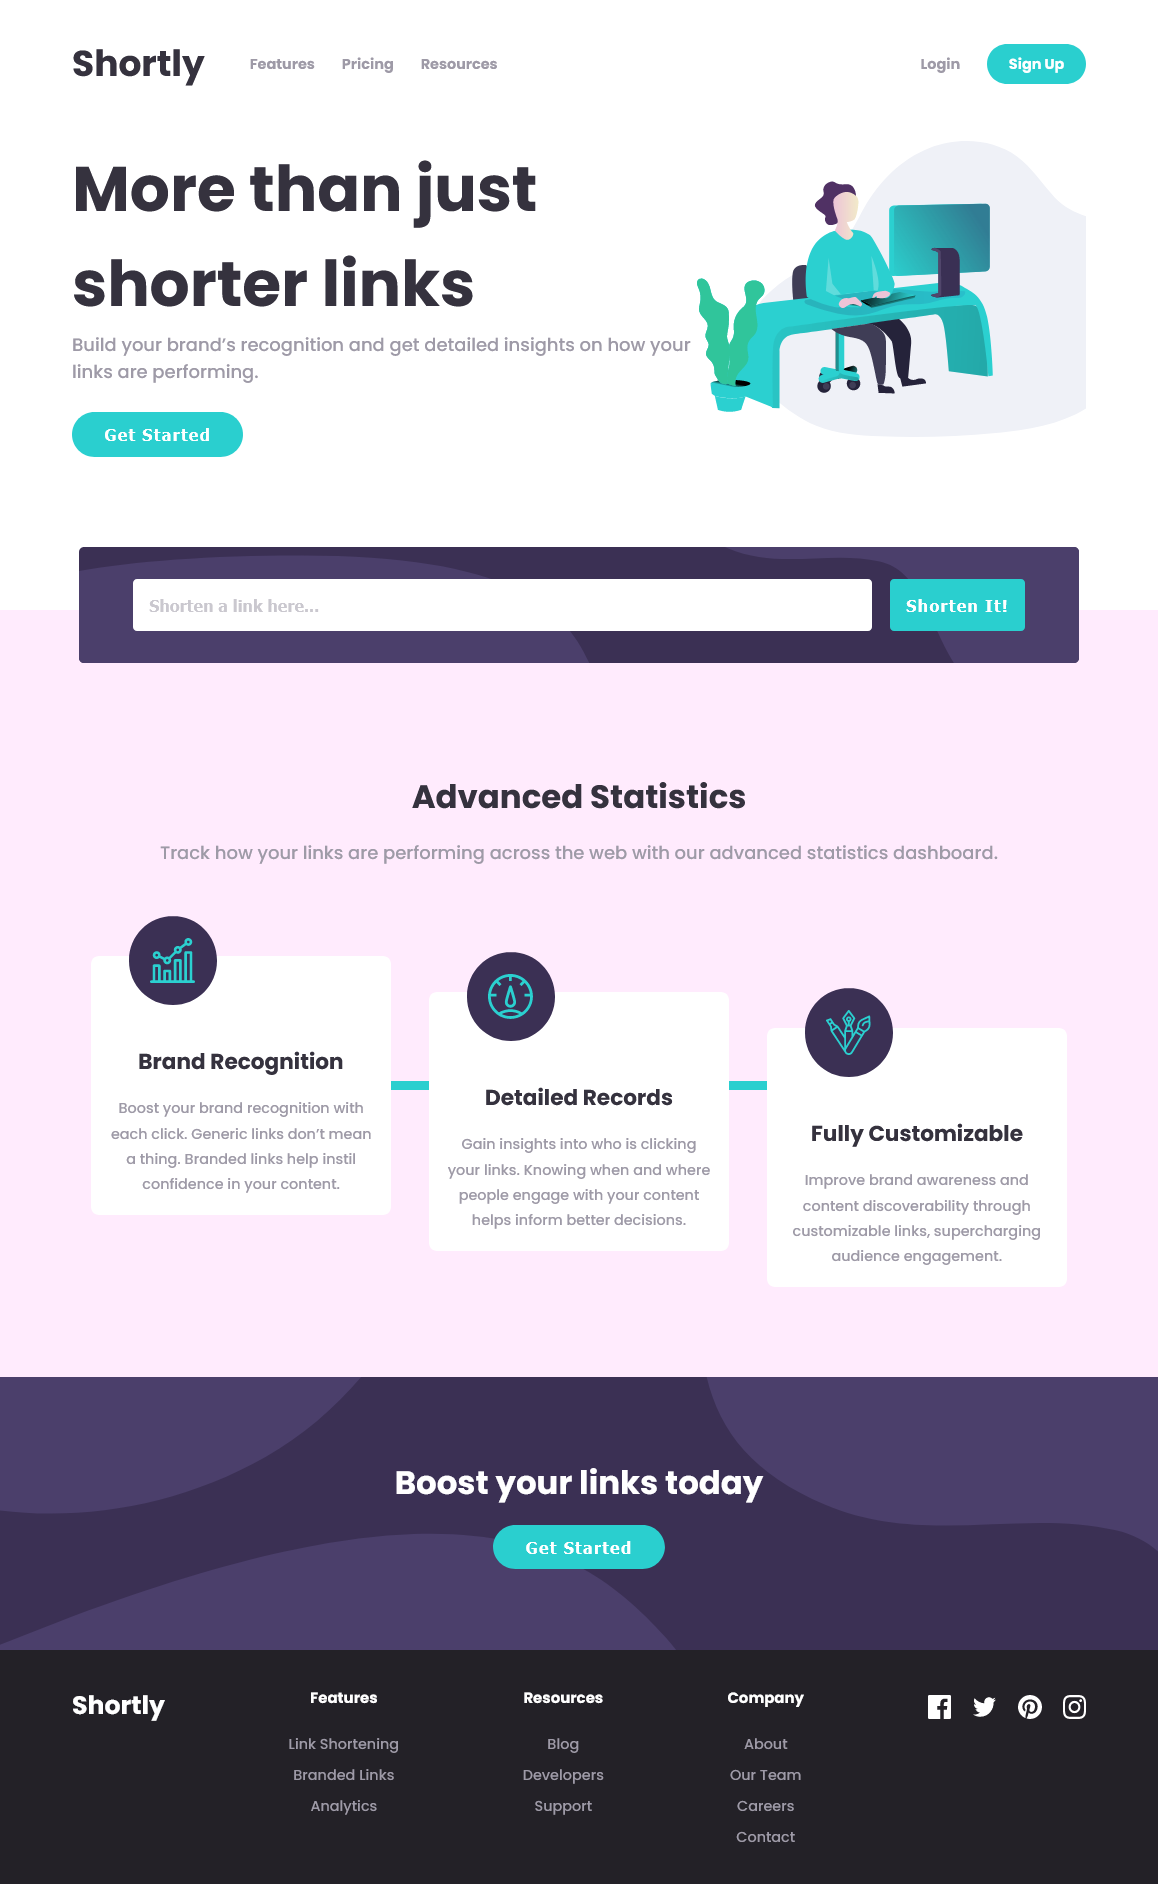 Shortly
Features
Pricing
Resources
Login
Sign Up
More than just
shorter links
Build your brand’s recognition and get detailed insights on how your
links are performing.
Get Started
Shorten a link here...
Shorten It!
Advanced Statistics
Track how your links are performing across the web with our advanced statistics dashboard.
Brand Recognition
Boost your brand recognition with
each click. Generic links don’t mean
a thing. Branded links help instil
confidence in your content.
Detailed Records
Gain insights into who is clicking
your links. Knowing when and where
people engage with your content
helps inform better decisions.
Fully Customizable
Improve brand awareness and
content discoverability through
customizable links, supercharging
audience engagement.
Boost your links today
Get Started
Shortly
Features
Link Shortening
Branded Links
Analytics
Resources
Blog
Developers
Support
Company
About
Our Team
Careers
Contact